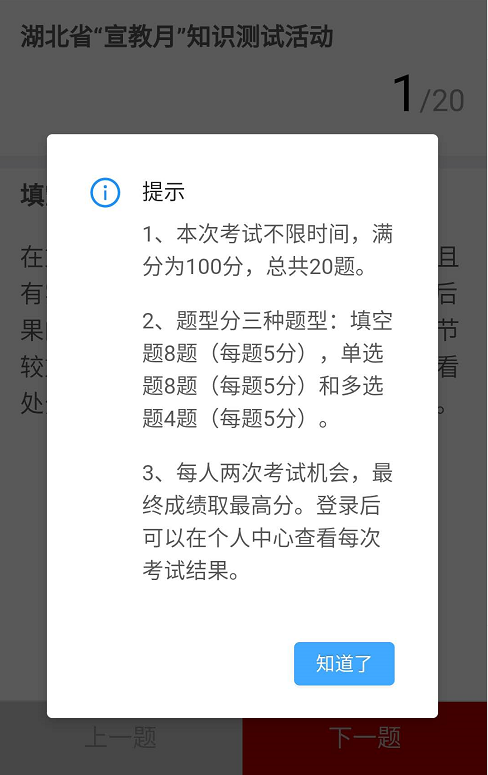 湖北省“宣教月”知识测试活动
1/20
填
提示
1、本次考试不限时间，满
分为100分，总共20题。
在
且
有
后
2、题型分三种题型：填空
果
节
题8题（每题5分），单选
较
看
题8题（每题5分）和多选
处
。
题4题（每题5分）。
3、每人两次考试机会，最
终成绩取最高分。登录后
可以在个人中心查看每次
考试结果。
知道了
上一题
下一题